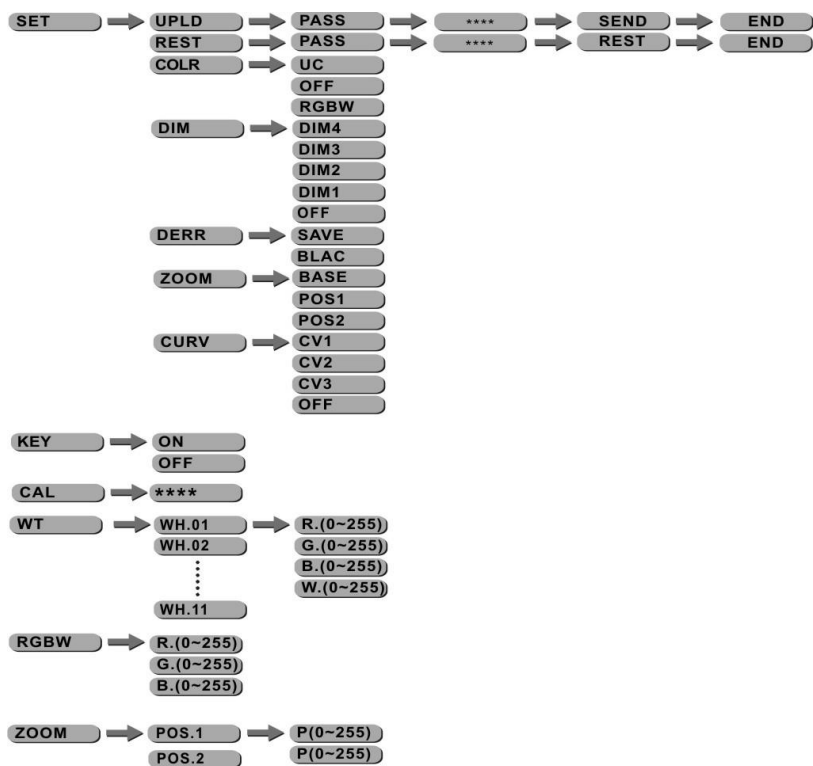 SET UPLD PASS **** SEND END
REST PASS **** REST END
COLR UC
OFF
RGBW
DIM DIM4
DIM3
DIM2
DIM1
OFF
DERR SAVE
BLAC
ZOOM BASE
POS1
POS2
CURV CV1
CV2
CV3
OFF
KEY ON
OFF
CAL ****
WT WH.01 R.(0~255)
WH.02 G.(0~255)
B.(0~255)
W.(0~255)
WH.11
RGBW R.(0~255)
G.(0~255)
B.(0~255)
ZOOM POS.1 P(0~255)
POS.2 P(0~255)